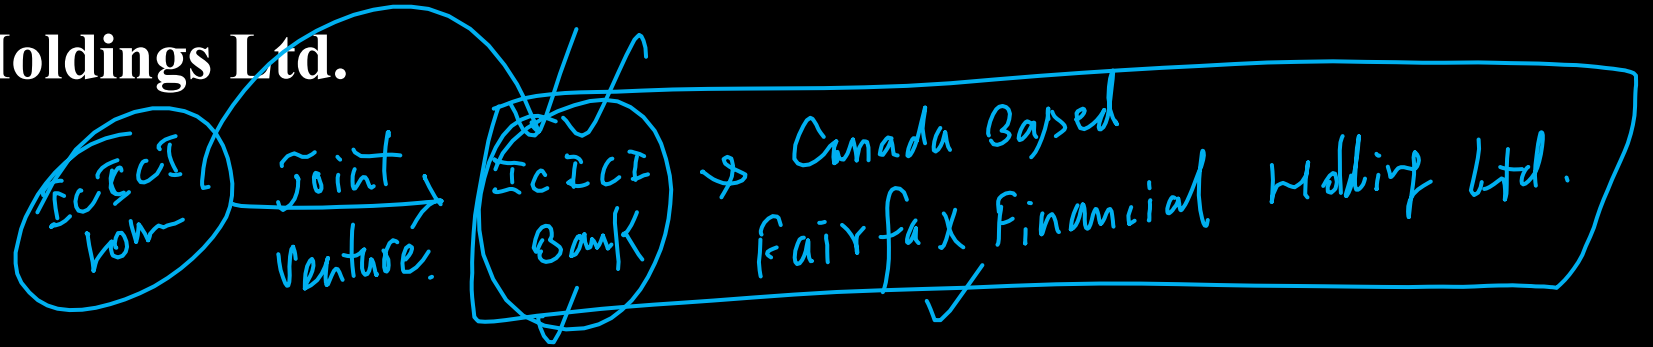 Holdings Ltd.
ICICI
Lom
Joint
Venture.
ICICI
Bank
→ Canada Based
Fairfax Financial Holding Ltd.